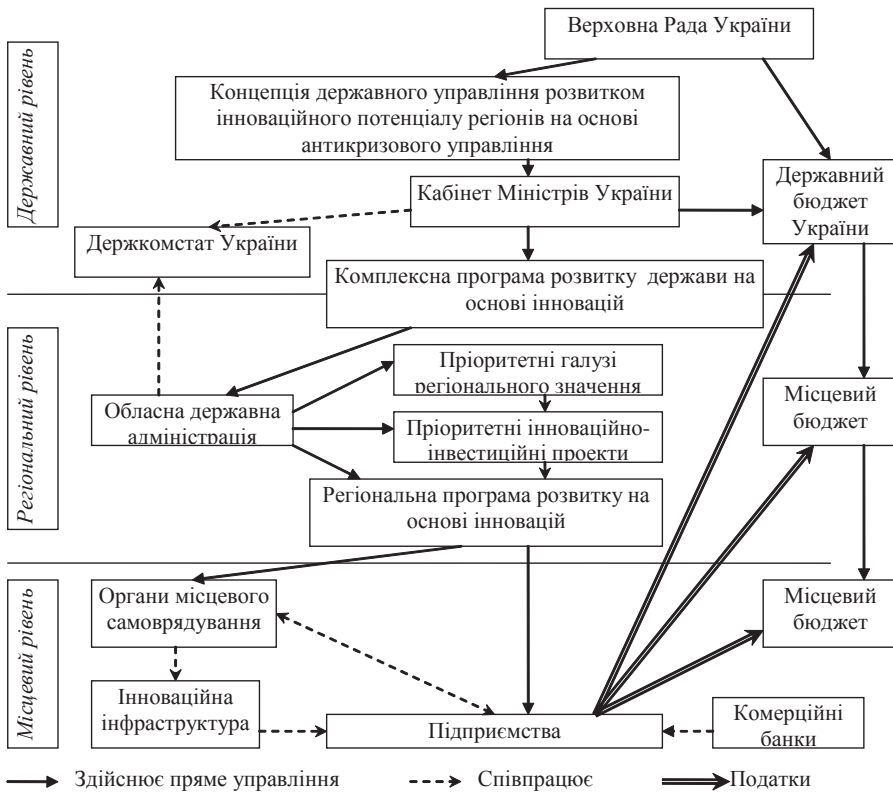 Верховна Рада України
Державний рівень
Концепція державного управління розвитком
інноваційного потенціалу регіонів на основі
антикризового управління
Державний
бюджет
України
Кабінет Міністрів України
Держкомстат України
Комплексна програма розвитку держави на
основі інновацій
Регіональний рівень
Пріоритетні галузі
регіонального значення
Обласна державна
адміністрація
Місцевий
бюджет
Пріоритетні інноваційно-
інвестиційні проекти
Регіональна програма розвитку на
основі інновацій
Місцевий рівень
Органи місцевого
самоврядування
Місцевий
бюджет
Інноваційна
інфраструктура
Підприємства
Комерційні
банки
Здійснює пряме управління
Співпрацює
Податки